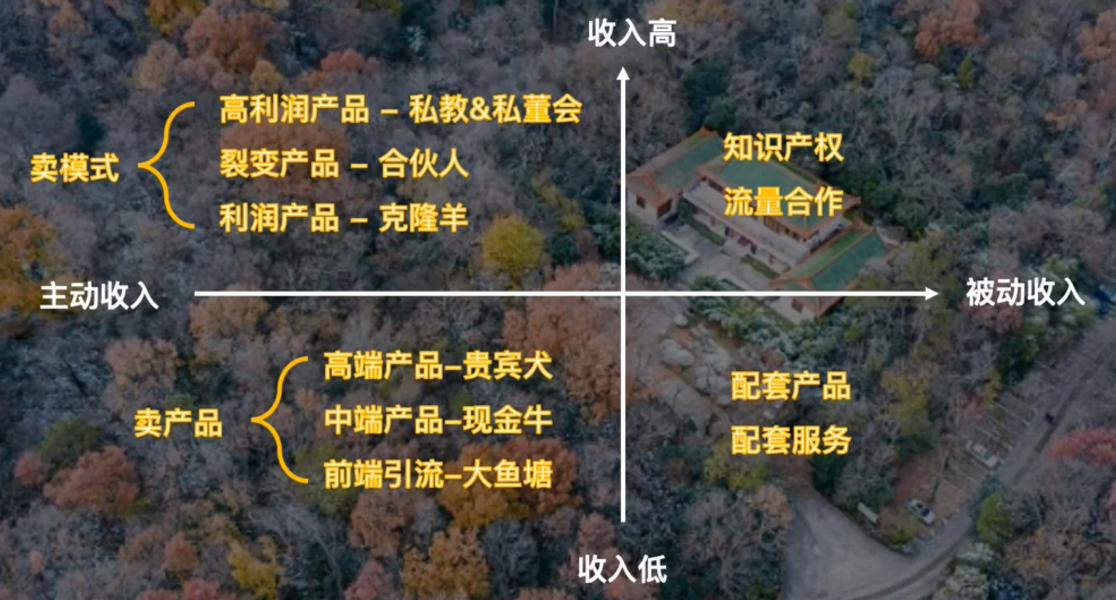 收入高
高利润产品 - 私教&私董会
卖模式
裂变产品 - 合伙人
利润产品 - 克隆羊
知识产权
流量合作
主动收入
被动收入
高端产品-贵宾犬
卖产品
中端产品-现金牛
前端引流-大鱼塘
配套产品
配套服务
收入低